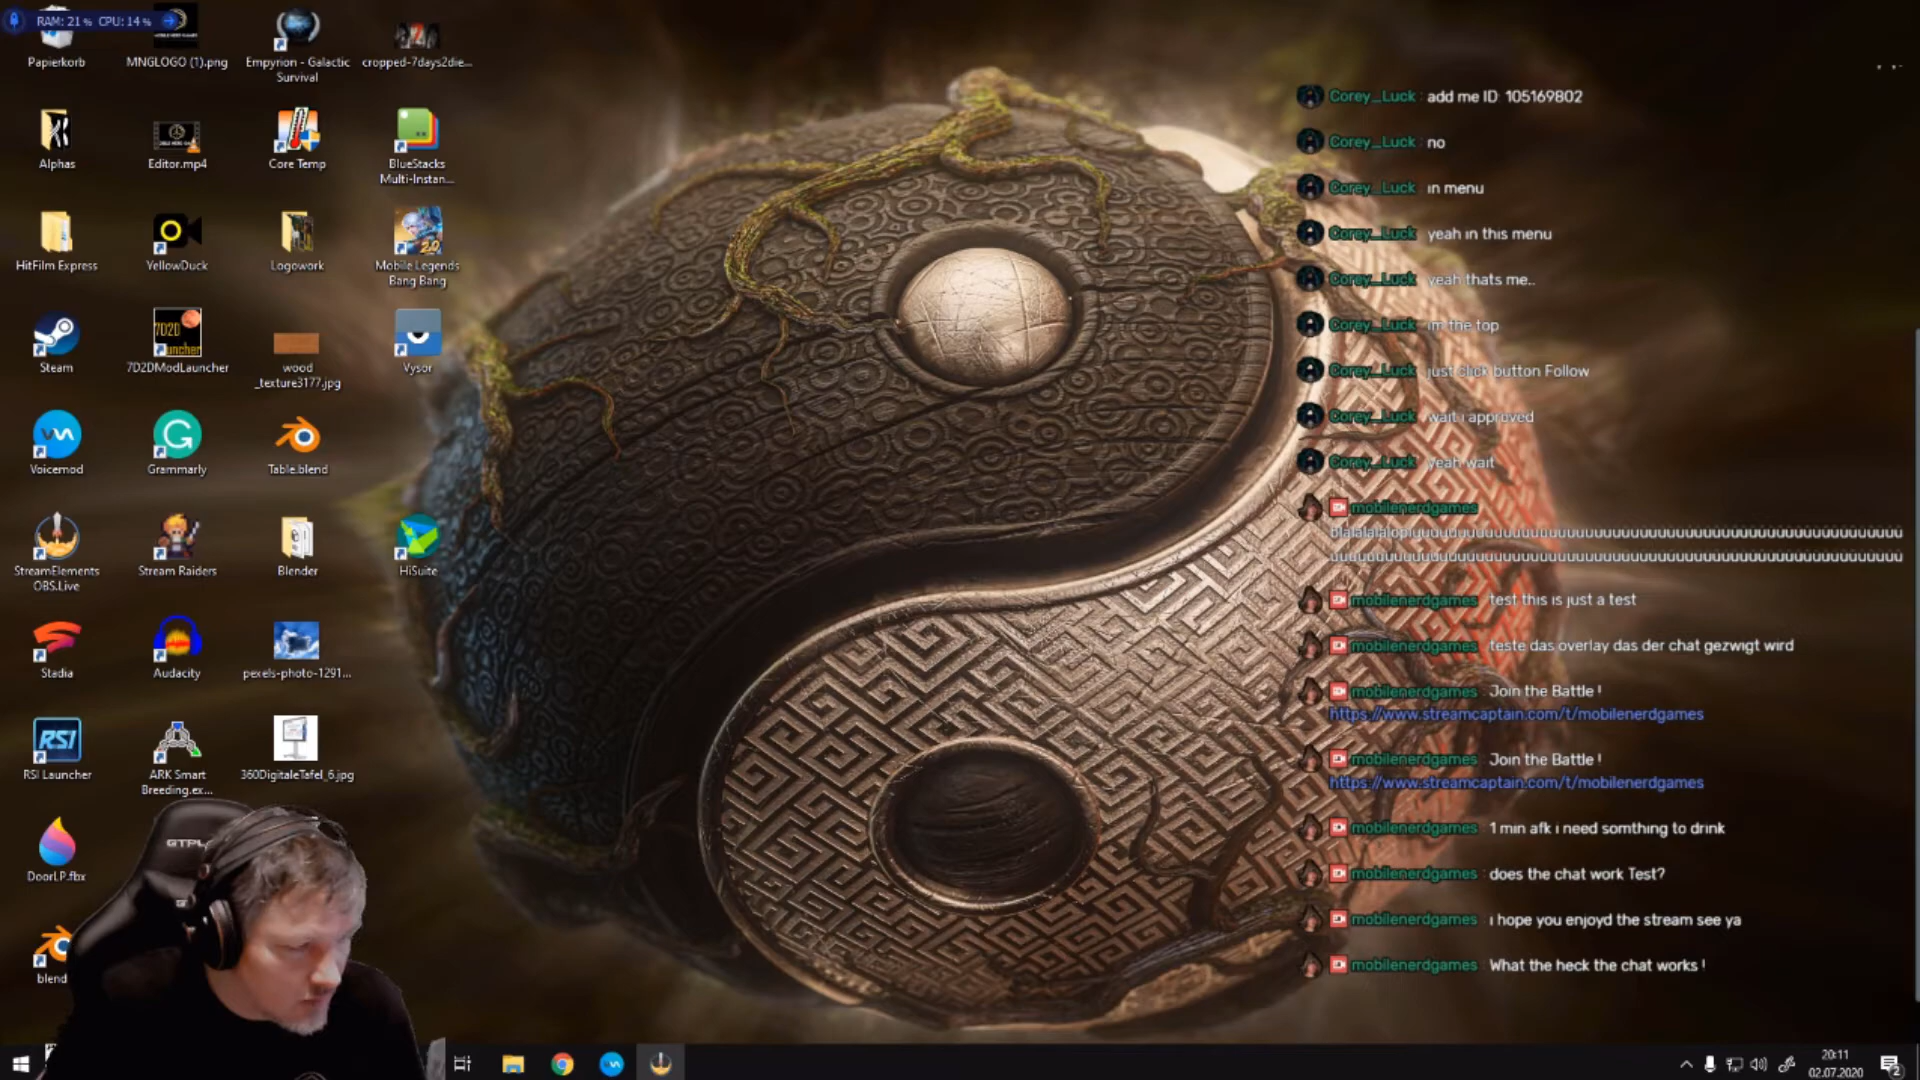 RAM: 21 % CPU: 14 %
Papierkorb
MNGLOGO (1).png
Empyrion - Galactic
Survival
cropped-7days2die...
Alphas
Editor.mp4
Core Temp
BlueStacks
Multi-Instan...
HitFilm Express
YellowDuck
Logowork
2.0
Mobile Legends
Bang Bang
Steam
7D2D
7D2DModLauncher
wood
_texture3177.jpg
Vysor
Voicemod
Grammarly
Table.blend
StreamElements
OBS.Live
Stream Raiders
Blender
HiSuite
Stadia
Audacity
pexels-photo-1291...
RSI
RSI Launcher
ARK Smart
Breeding.ex...
360DigitaleTafel_6.jpg
DoorLP.fbx
blend
GTPL
Corey_Luck : add me ID: 105169802
Corey_Luck : no
Corey_Luck : in menu
Corey_Luck : yeah in this menu
Corey_Luck : yeah thats me..
Corey_Luck : im the top
Corey_Luck : just click button Follow
Corey_Luck : wait i approved
Corey_Luck : yeah wait
mobilenerdgames
mobilenerdgames : test this is just a test
mobilenerdgames : teste das overlay das der chat gezwigt wird
mobilenerdgames : Join the Battle !
https://www.streamcaptain.com/t/mobilenerdgames
mobilenerdgames : Join the Battle !
https://www.streamcaptain.com/t/mobilenerdgames
mobilenerdgames : 1 min afk i need somthing to drink
mobilenerdgames : does the chat work Test?
mobilenerdgames : i hope you enjoyd the stream see ya
mobilenerdgames : What the heck the chat works !
20:11
02.07.2020
2